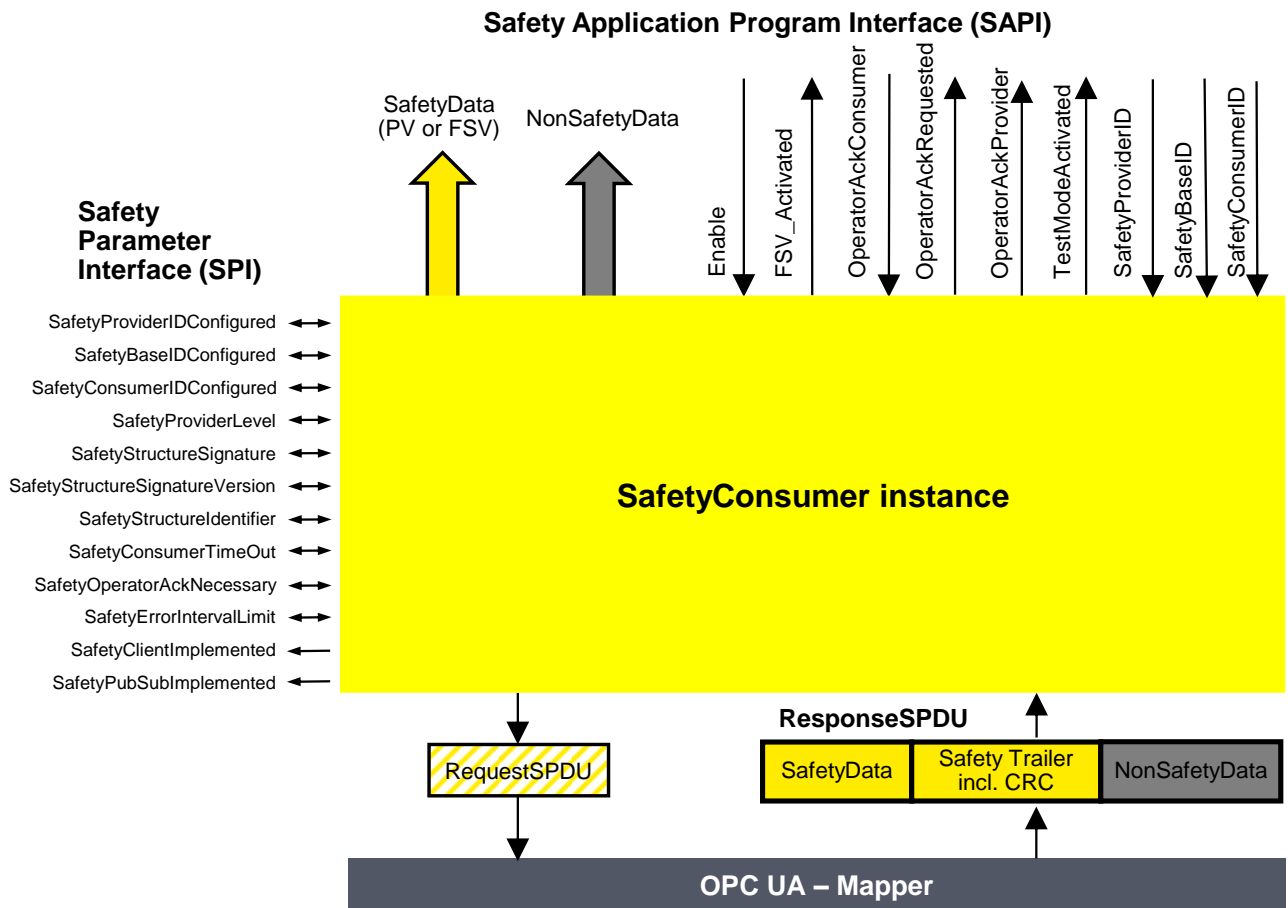 Safety Application Program Interface (SAPI)
SafetyData
(PV or FSV)
NonSafetyData
Enable
FSV_Activated
OperatorAckConsumer
OperatorAckRequested
OperatorAckProvider
TestModeActivated
SafetyProviderID
SafetyBaseID
SafetyConsumerID
Safety
Parameter
Interface (SPI)
SafetyProviderIDConfigured
SafetyBaseIDConfigured
SafetyConsumerIDConfigured
SafetyProviderLevel
SafetyStructureSignature
SafetyStructureSignatureVersion
SafetyStructureIdentifier
SafetyConsumerTimeOut
SafetyOperatorAckNecessary
SafetyErrorIntervalLimit
SafetyClientImplemented
SafetyPubSubImplemented
SafetyConsumer instance
RequestSPDU
ResponseSPDU
SafetyData
Safety Trailer
incl. CRC
NonSafetyData
OPC UA – Mapper